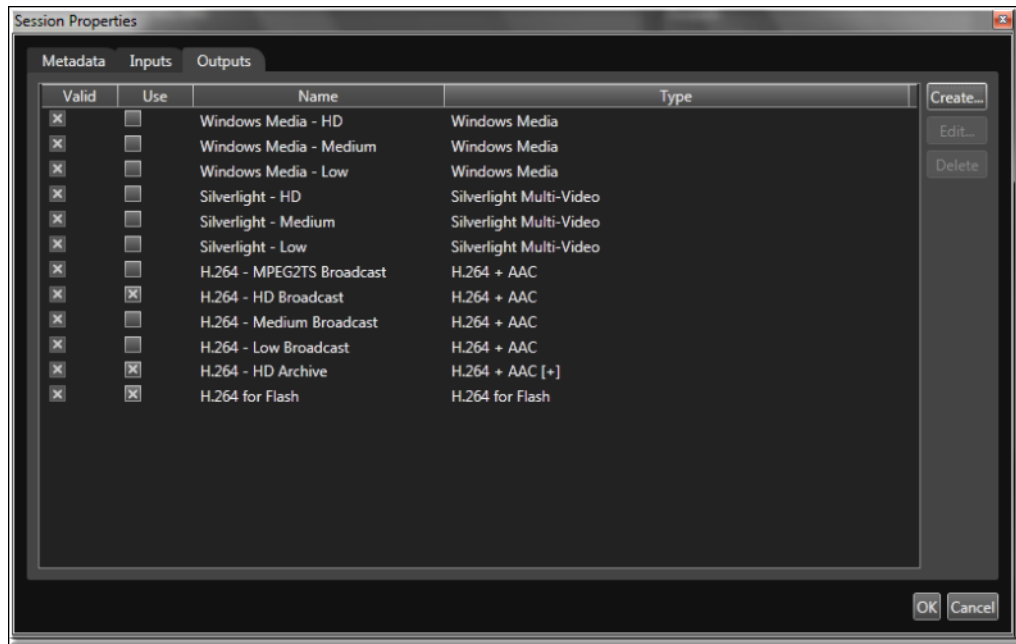 Session Properties
Metadata Inputs Outputs
Valid Use Name Type
Create...
Windows Media - HD Windows Media
Edit...
Windows Media - Medium Windows Media
Delete
Windows Media - Low Windows Media
Silverlight - HD Silverlight Multi-Video
Silverlight - Medium Silverlight Multi-Video
Silverlight - Low Silverlight Multi-Video
H.264 - MPEG2TS Broadcast H.264 + AAC
H.264 - HD Broadcast H.264 + AAC
H.264 - Medium Broadcast H.264 + AAC
H.264 - Low Broadcast H.264 + AAC
H.264 - HD Archive H.264 + AAC [+]
H.264 for Flash H.264 for Flash
OK Cancel